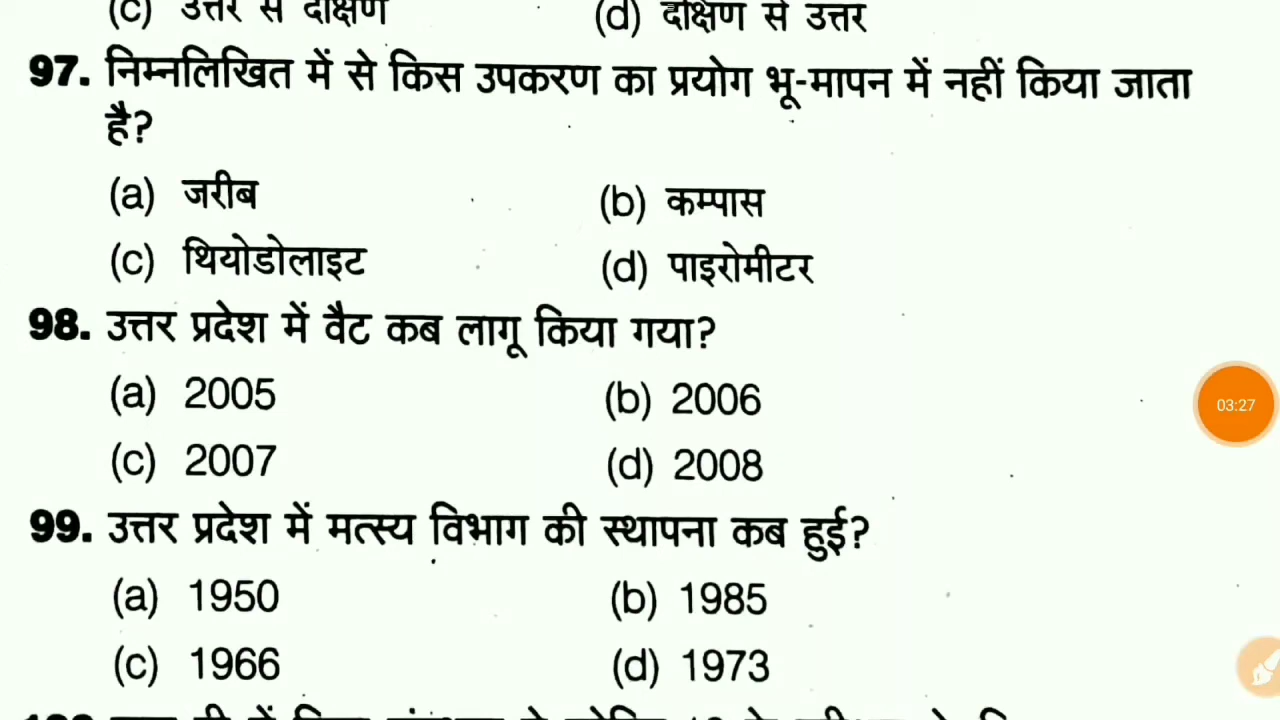 (c) उत्तर से दक्षिण (d) दक्षिण से उत्तर
97. निम्नलिखित में से किस उपकरण का प्रयोग भू-मापन में नहीं किया जाता
है?
(a) जरीब (b) कम्पास
(c) थियोडोलाइट (d) पाइरोमीटर
98. उत्तर प्रदेश में वैट कब लागू किया गया?
(a) 2005 (b) 2006
03:27
(c) 2007 (d) 2008
99. उत्तर प्रदेश में मत्स्य विभाग की स्थापना कब हुई?
(a) 1950 (b) 1985
(c) 1966 (d) 1973